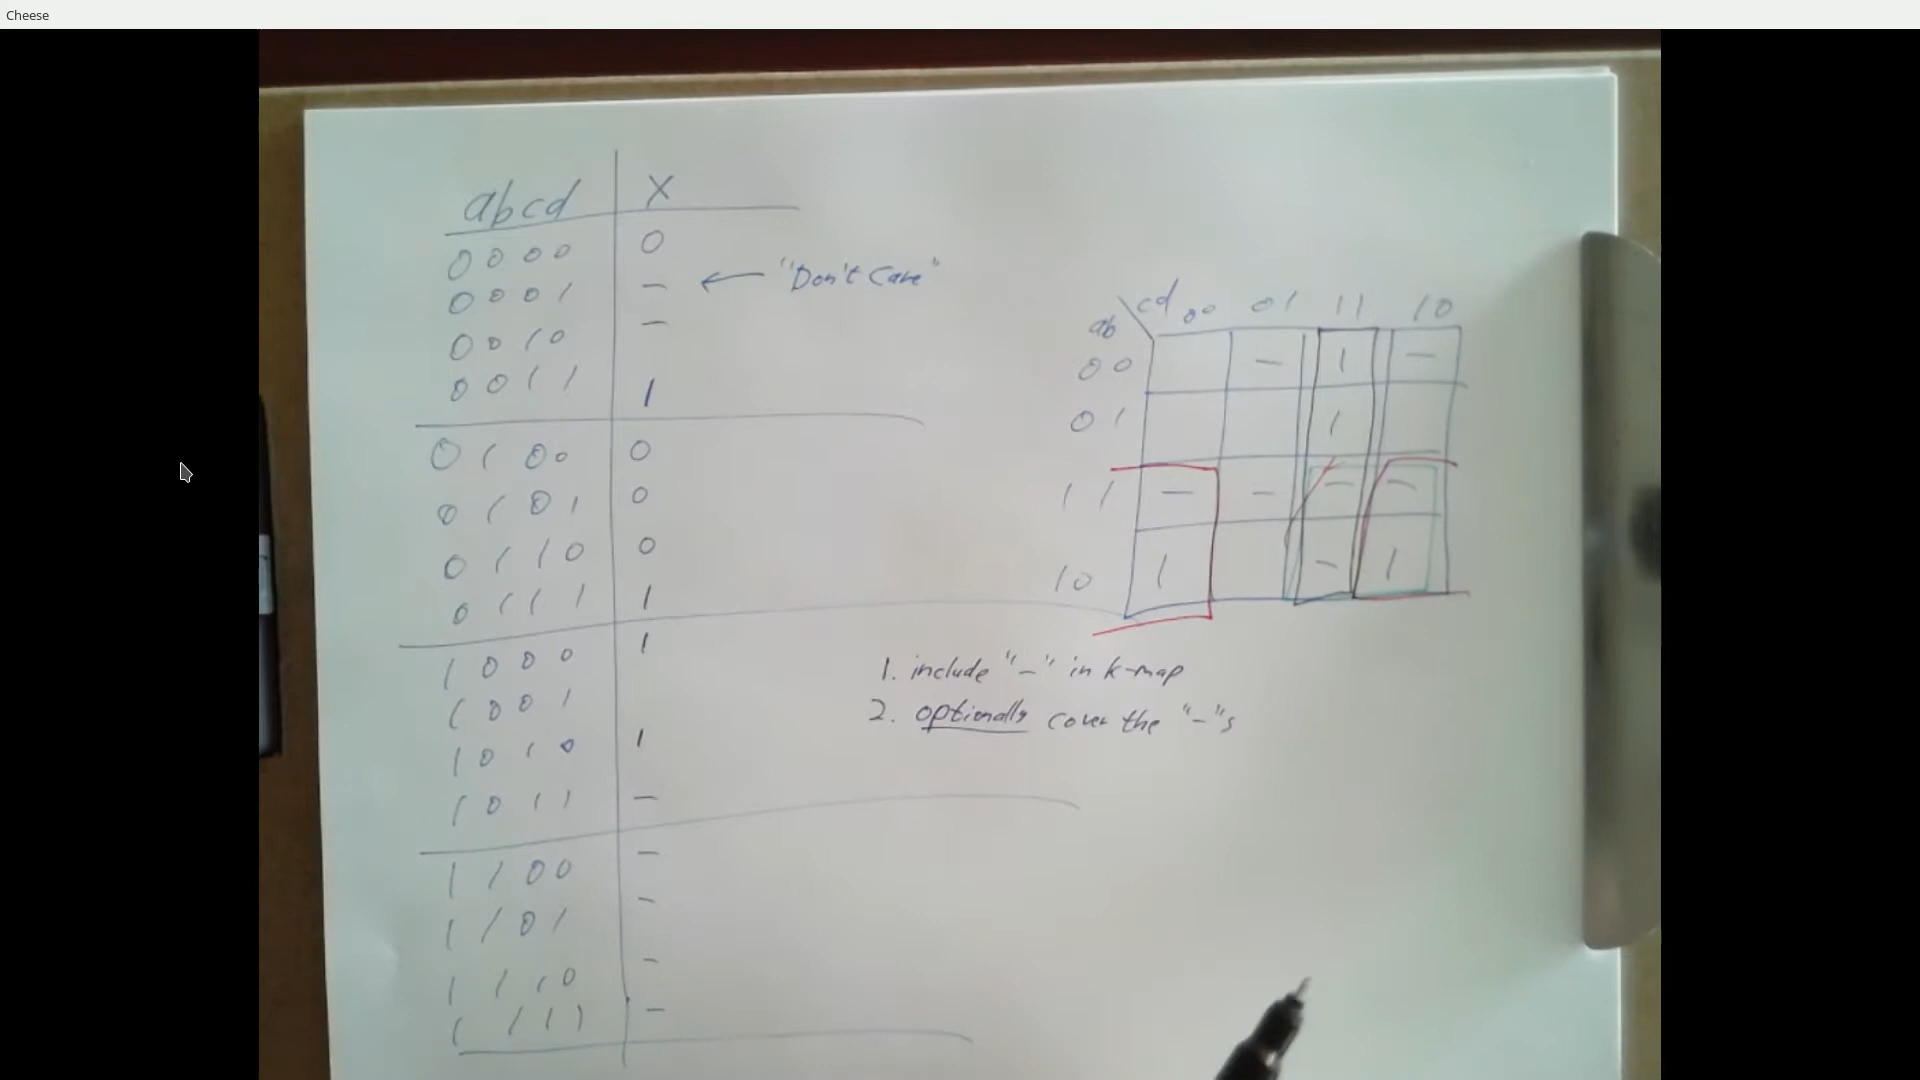 Cheese
abcd X
0000 0
0001 - ← "Don't Care"
0010 -
0011 1
0100 0
0101 0
0110 0
0111 1
1000 1
1001
1010 1
1011 -
1100 -
1101 -
1110 -
1111 -
cd 00 01 11 10
ab
00 - 1 -
01 1
11 - - - -
10 1 - 1
1. include "-" in k-map
2. optionally cover the "-"s